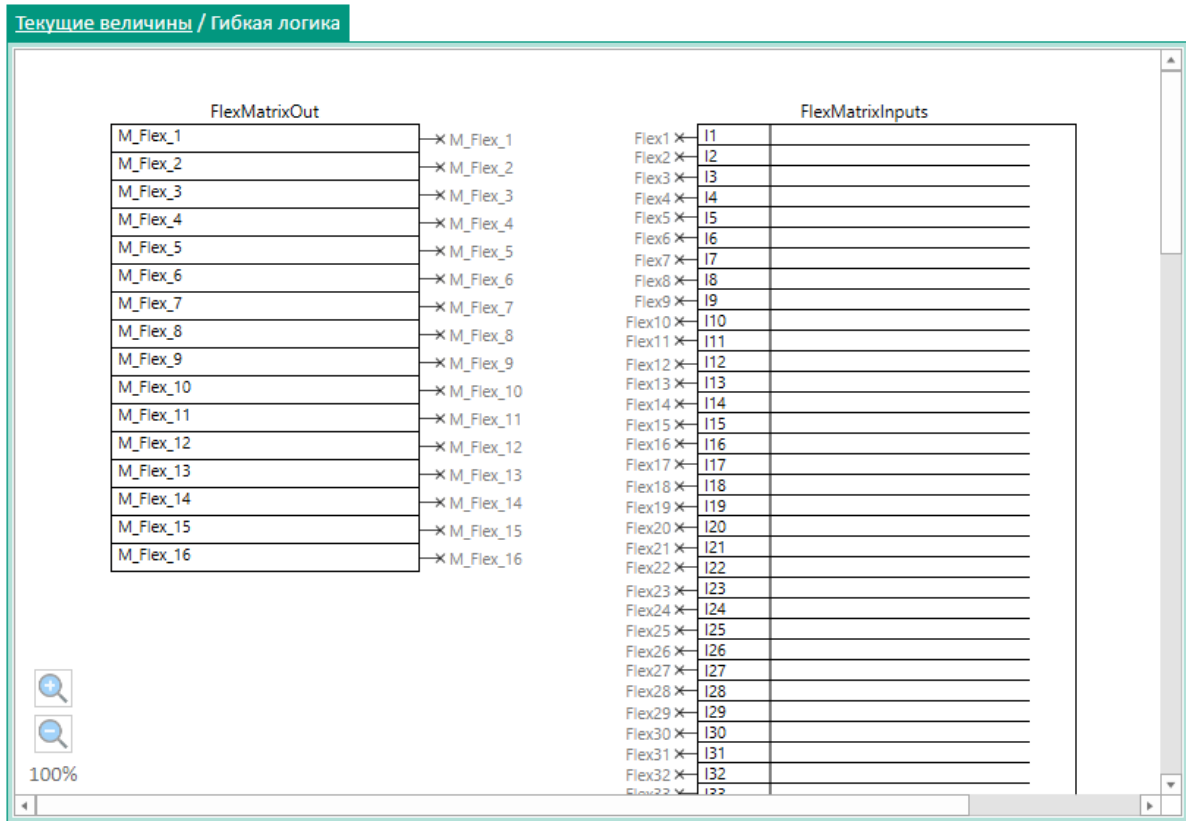 Текущие величины / Гибкая логика
FlexMatrixOut
M_Flex_1 M_Flex_1
M_Flex_2 M_Flex_2
M_Flex_3 M_Flex_3
M_Flex_4 M_Flex_4
M_Flex_5 M_Flex_5
M_Flex_6 M_Flex_6
M_Flex_7 M_Flex_7
M_Flex_8 M_Flex_8
M_Flex_9 M_Flex_9
M_Flex_10 M_Flex_10
M_Flex_11 M_Flex_11
M_Flex_12 M_Flex_12
M_Flex_13 M_Flex_13
M_Flex_14 M_Flex_14
M_Flex_15 M_Flex_15
M_Flex_16 M_Flex_16
FlexMatrixInputs
Flex1 I1
Flex2 I2
Flex3 I3
Flex4 I4
Flex5 I5
Flex6 I6
Flex7 I7
Flex8 I8
Flex9 I9
Flex10 I10
Flex11 I11
Flex12 I12
Flex13 I13
Flex14 I14
Flex15 I15
Flex16 I16
Flex17 I17
Flex18 I18
Flex19 I19
Flex20 I20
Flex21 I21
Flex22 I22
Flex23 I23
Flex24 I24
Flex25 I25
Flex26 I26
Flex27 I27
Flex28 I28
Flex29 I29
Flex30 I30
Flex31 I31
Flex32 I32
Flex33 I33
100%